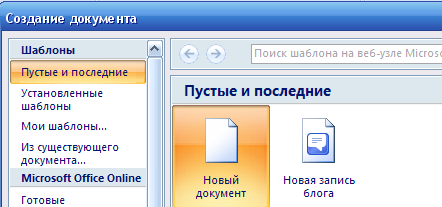 Создание документа
Шаблоны
Пустые и последние
Установленные
шаблоны
Мои шаблоны...
Из существующего
документа...
Microsoft Office Online
Готовые
Поиск шаблона на веб-узле Microso
Пустые и последние
Новый
документ
Новая запись
блога